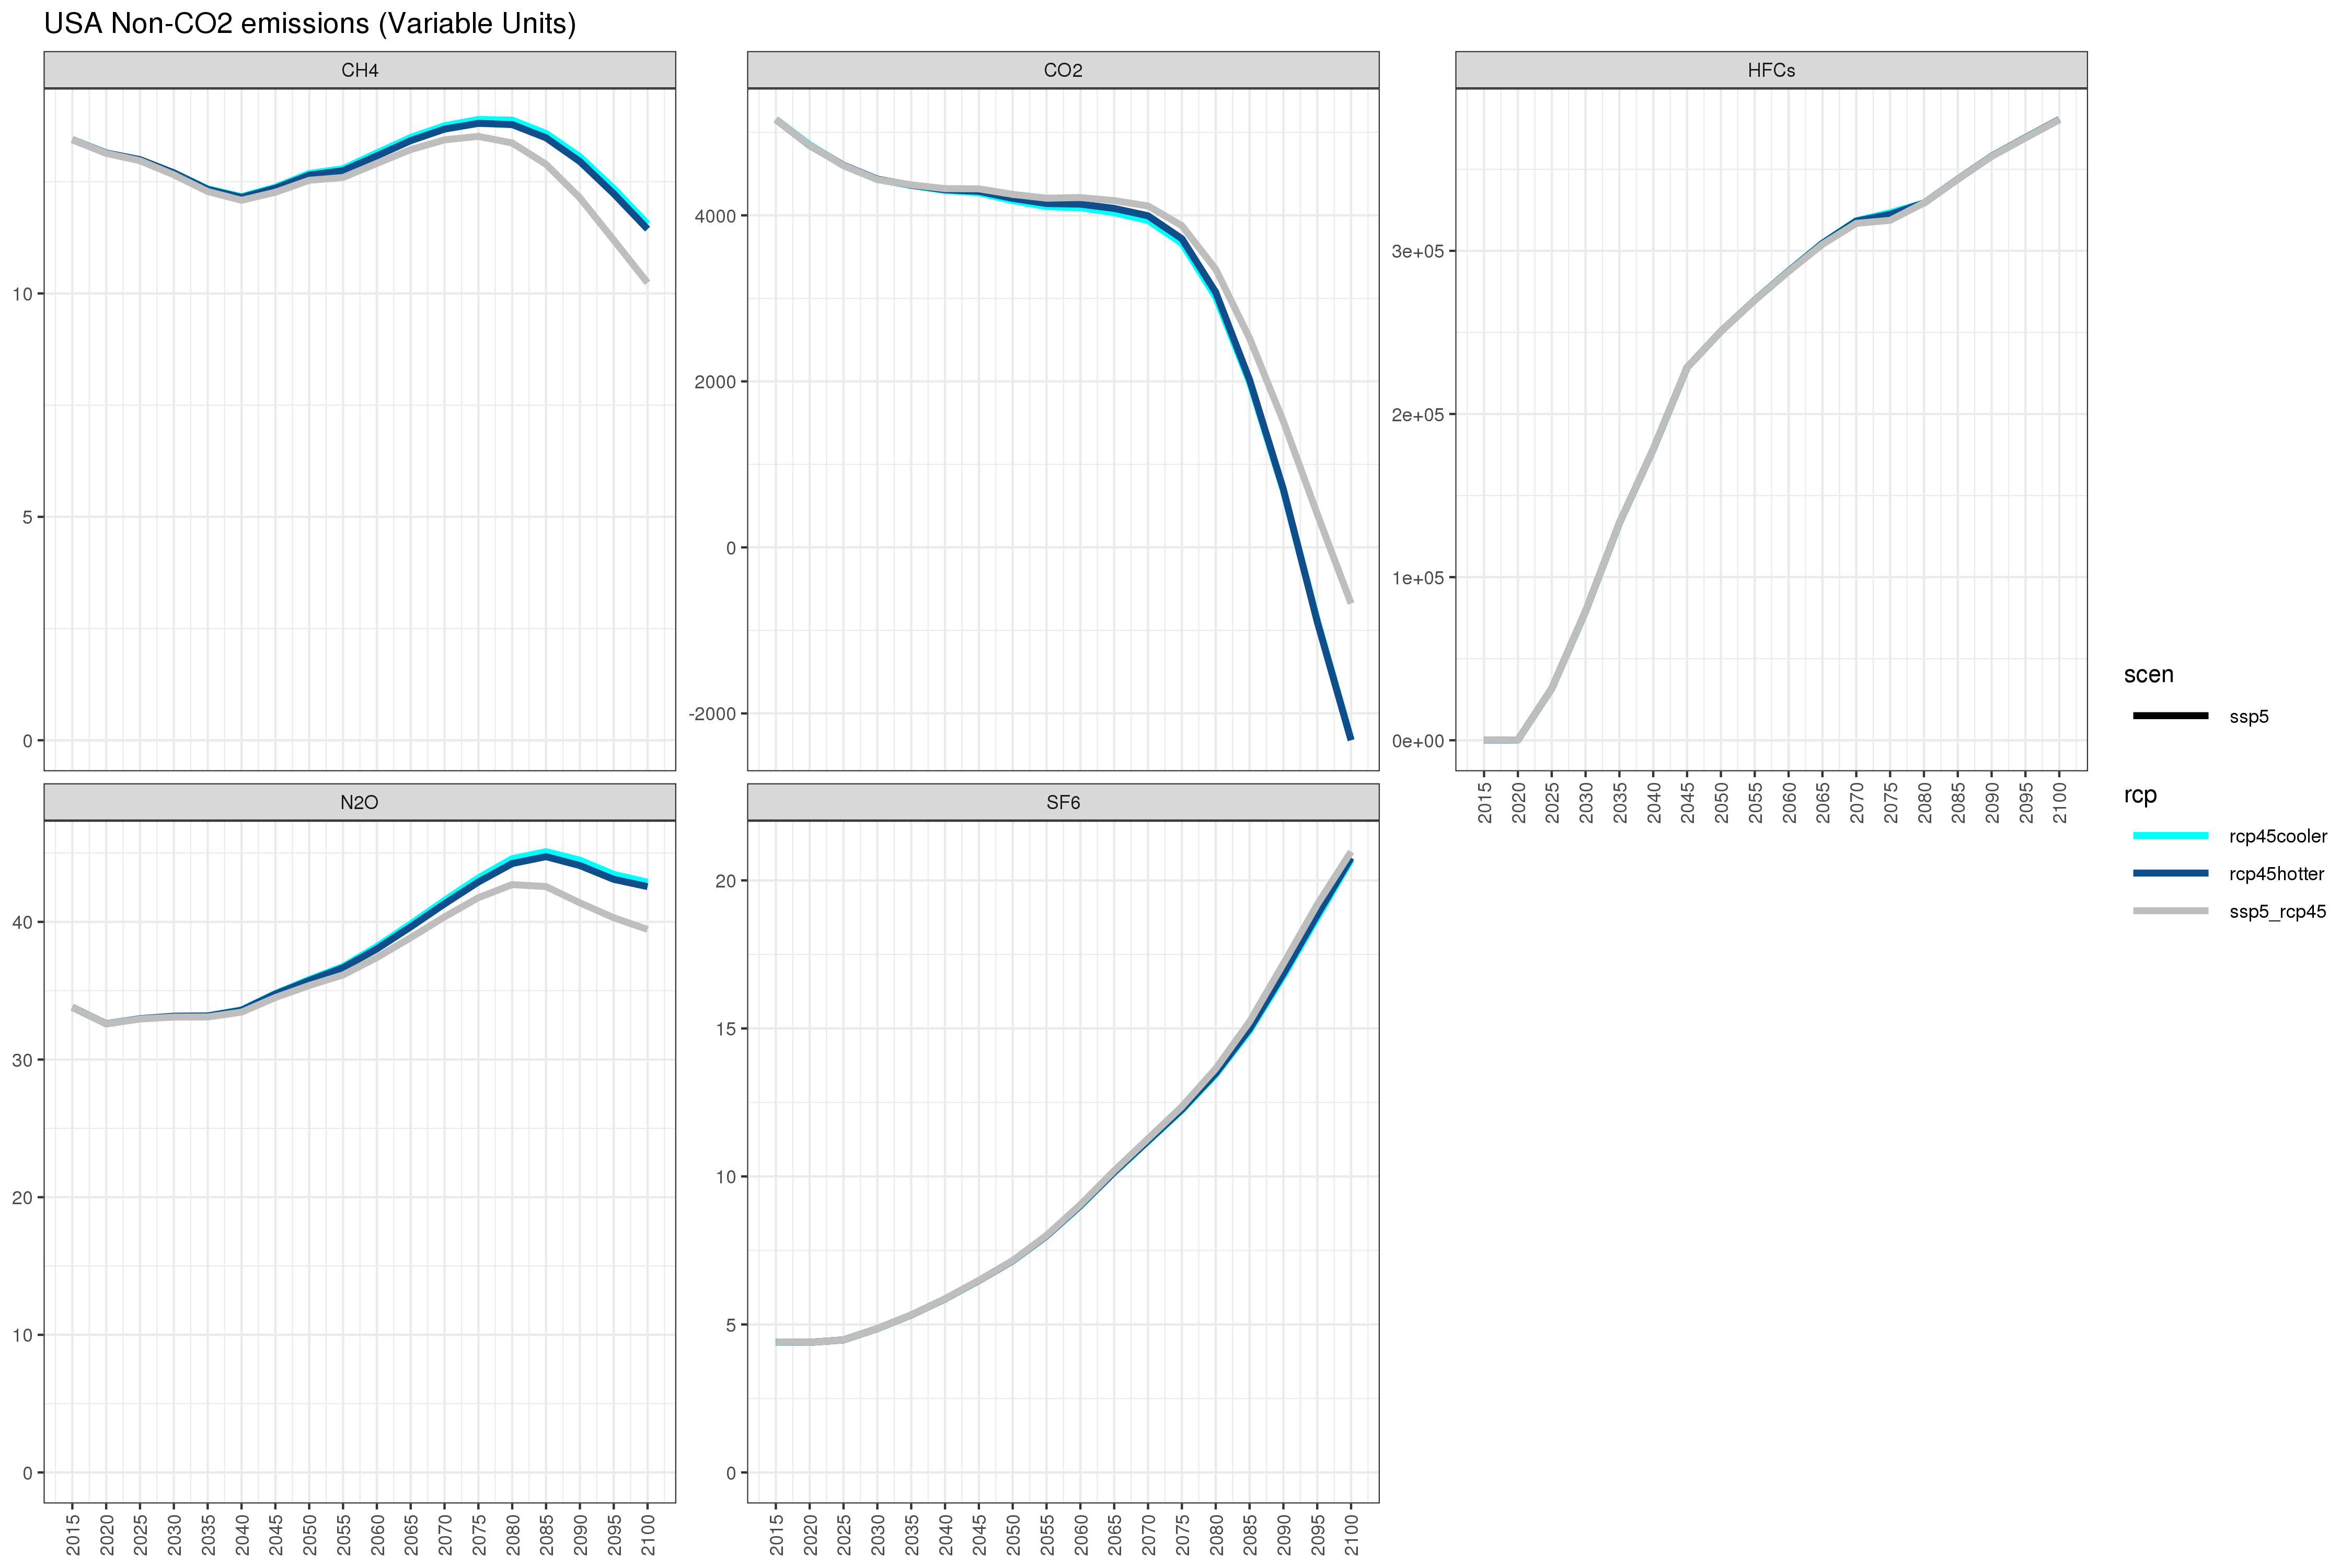 USA Non-CO2 emissions (Variable Units)
CH4
CO2
HFCs
10
5
0
4000
2000
0
-2000
3e+05
2e+05
1e+05
0e+00
2015 2020 2025 2030 2035 2040 2045 2050 2055 2060 2065 2070 2075 2080 2085 2090 2095 2100
N2O
SF6
40
30
20
10
0
20
15
10
5
0
2015 2020 2025 2030 2035 2040 2045 2050 2055 2060 2065 2070 2075 2080 2085 2090 2095 2100
2015 2020 2025 2030 2035 2040 2045 2050 2055 2060 2065 2070 2075 2080 2085 2090 2095 2100
scen
ssp5
rcp
rcp45cooler
rcp45hotter
ssp5_rcp45